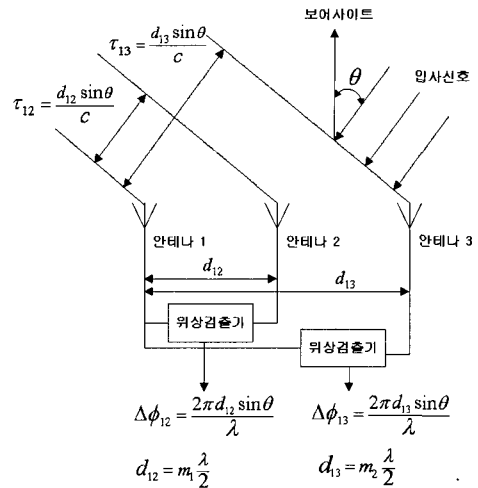 보어사이트
τ₁₃ = d₁₃ sinθ / c
θ
입사신호
τ₁₂ = d₁₂ sinθ / c
안테나 1
안테나 2
안테나 3
d₁₂
d₁₃
위상검출기
위상검출기
Δϕ₁₂ = 2πd₁₂ sinθ / λ
Δϕ₁₃ = 2πd₁₃ sinθ / λ
d₁₂ = m₁ λ/2
d₁₃ = m₂ λ/2